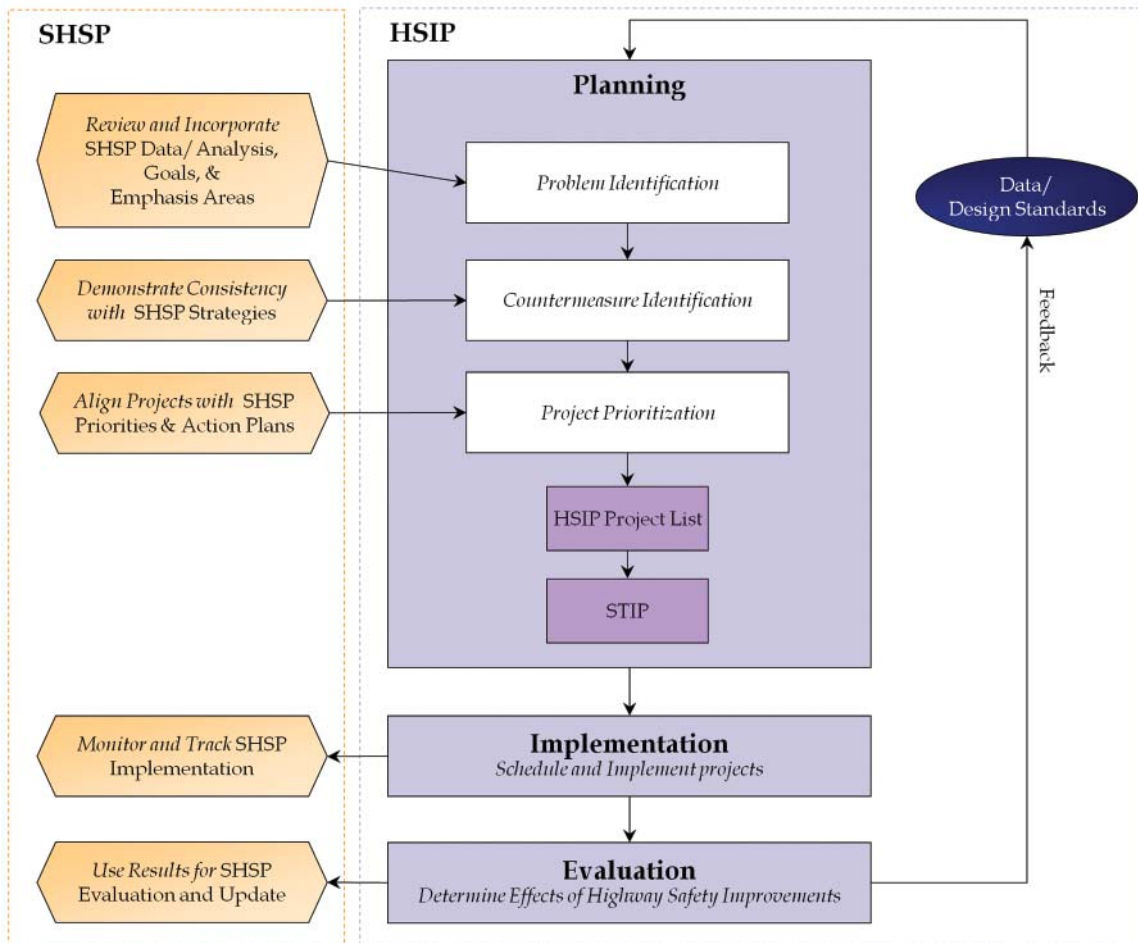 SHSP
HSIP
Planning
Review and Incorporate
SHSP Data/Analysis,
Goals, &
Emphasis Areas
Problem Identification
Data/
Design Standards
Demonstrate Consistency
with SHSP Strategies
Countermeasure Identification
Feedback
Align Projects with SHSP
Priorities & Action Plans
Project Prioritization
HSIP Project List
STIP
Monitor and Track SHSP
Implementation
Implementation
Schedule and Implement projects
Use Results for SHSP
Evaluation and Update
Evaluation
Determine Effects of Highway Safety Improvements